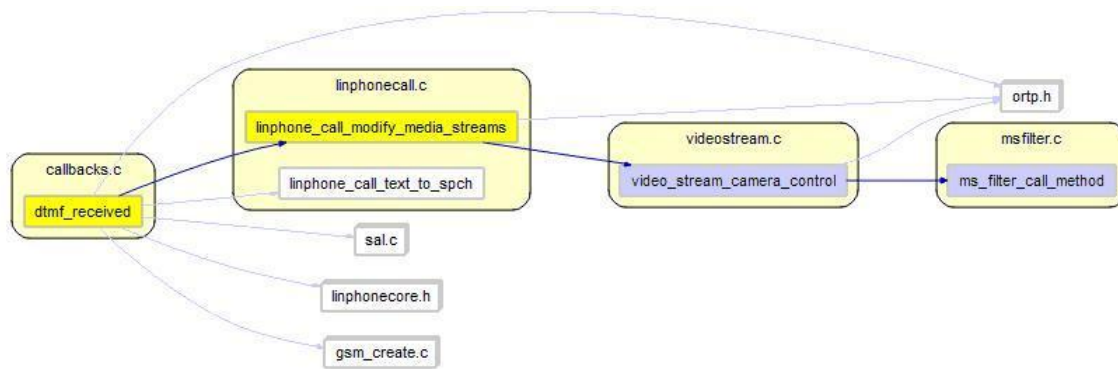 callbacks.c
dtmf_received
linphonecall.c
linphone_call_modify_media_streams
linphone_call_text_to_spch
sal.c
linphonecore.h
gsm_create.c
videostream.c
video_stream_camera_control
ortp.h
msfilter.c
ms_filter_call_method